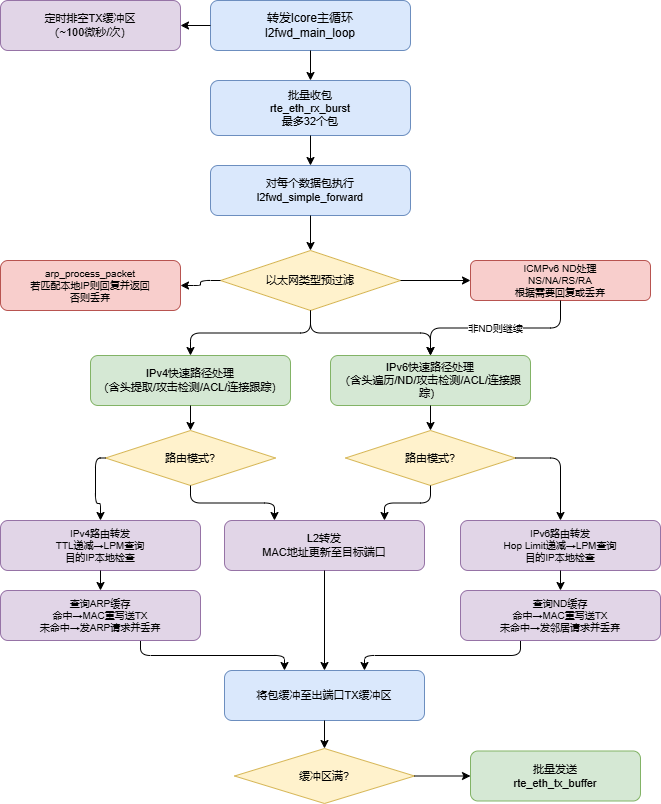 定时排空TX缓冲区
(~100微秒/次)
转发lcore主循环
l2fwd_main_loop
批量收包
rte_eth_rx_burst
最多32个包
对每个数据包执行
l2fwd_simple_forward
arp_process_packet
若匹配本地IP则回复并返回
否则丢弃
以太网类型预过滤
ICMPv6 ND处理
NS/NA/RS/RA
根据需要回复或丢弃
非ND则继续
IPv4快速路径处理
(含头提取/攻击检测/ACL/连接跟踪)
IPv6快速路径处理
(含头遍历/ND/攻击检测/ACL/连接跟
踪)
路由模式?
路由模式?
IPv4路由转发
TTL递减→LPM查询
目的IP本地检查
L2转发
MAC地址更新至目标端口
IPv6路由转发
Hop Limit递减→LPM查询
目的IP本地检查
查询ARP缓存
命中→MAC重写送TX
未命中→发ARP请求并丢弃
查询ND缓存
命中→MAC重写送TX
未命中→发邻居请求并丢弃
将包缓冲至出端口TX缓冲区
缓冲区满?
批量发送
rte_eth_tx_buffer